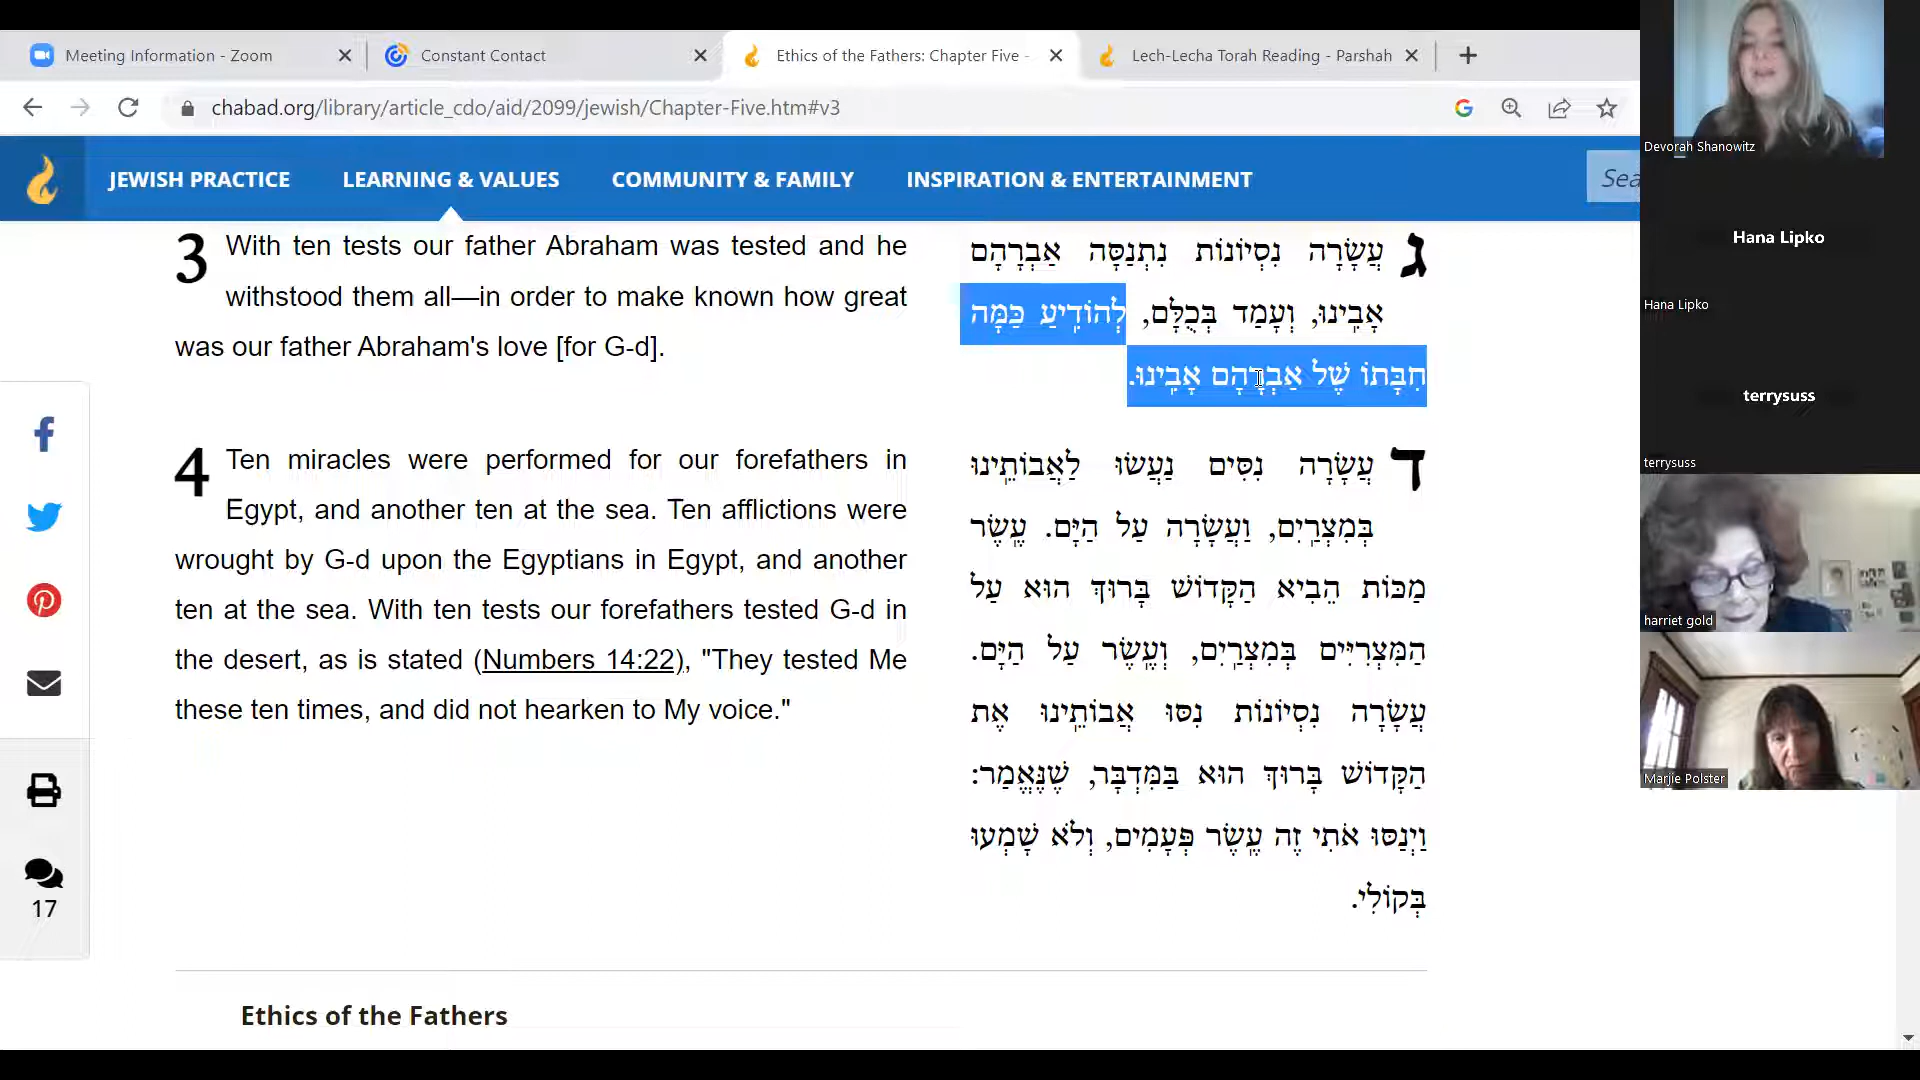 Meeting Information - Zoom
Constant Contact
Ethics of the Fathers: Chapter Five -
Lech-Lecha Torah Reading - Parshah
chabad.org/library/article_cdo/aid/2099/jewish/Chapter-Five.htm#v3
JEWISH PRACTICE
LEARNING & VALUES
COMMUNITY & FAMILY
INSPIRATION & ENTERTAINMENT
Sea
3 With ten tests our father Abraham was tested and he
withstood them all—in order to make known how great
was our father Abraham's love [for G-d].
ג עֲשָׂרָה נִסְיוֹנוֹת נִתְנַסָּה אַבְרָהָם
אָבִֽינוּ, וְעָמַד בְּכֻלָּם, לְהוֹדִֽיעַ כַּמָּה
חִבָּתוֹ שֶׁל אַבְרָהָם אָבִֽינוּ.
4 Ten miracles were performed for our forefathers in
Egypt, and another ten at the sea. Ten afflictions were
wrought by G-d upon the Egyptians in Egypt, and another
ten at the sea. With ten tests our forefathers tested G-d in
the desert, as is stated (Numbers 14:22), "They tested Me
these ten times, and did not hearken to My voice."
ד עֲשָׂרָה נִסִּים נַעֲשׂוּ לַאֲבוֹתֵֽינוּ
בְּמִצְרַֽיִם, וַעֲשָׂרָה עַל הַיָּם. עֶֽשֶׂר
מַכּוֹת הֵבִיא הַקָּדוֹשׁ בָּרוּךְ הוּא עַל
הַמִּצְרִיִּים בְּמִצְרַֽיִם, וְעֶֽשֶׂר עַל הַיָּם.
עֲשָׂרָה נִסְיוֹנוֹת נִסּוּ אֲבוֹתֵֽינוּ אֶת
הַקָּדוֹשׁ בָּרוּךְ הוּא בַּמִּדְבָּר, שֶׁנֶּאֱמַר:
וַיְנַסּוּ אֹתִי זֶה עֶֽשֶׂר פְּעָמִים, וְלֹא שָׁמְעוּ
בְּקוֹלִי.
17
Ethics of the Fathers
Devorah Shanowitz
Hana Lipko
Hana Lipko
terrysuss
terrysuss
harriet gold
Marjie Polster